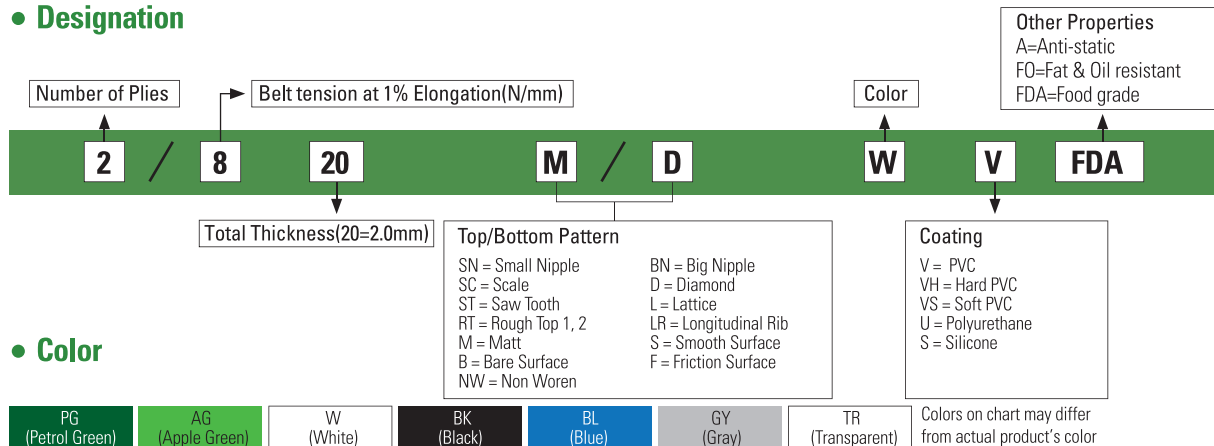 • Designation
Other Properties
A=Anti-static
FO=Fat & Oil resistant
FDA=Food grade
Number of Plies
Belt tension at 1% Elongation(N/mm)
Color
2 / 8 20 M / D W V FDA
Total Thickness(20=2.0mm)
Top/Bottom Pattern
SN = Small Nipple
SC = Scale
ST = Saw Tooth
RT = Rough Top 1, 2
M = Matt
B = Bare Surface
NW = Non Woren
BN = Big Nipple
D = Diamond
L = Lattice
LR = Longitudinal Rib
S = Smooth Surface
F = Friction Surface
Coating
V = PVC
VH = Hard PVC
VS = Soft PVC
U = Polyurethane
S = Silicone
• Color
PG
(Petrol Green)
AG
(Apple Green)
W
(White)
BK
(Black)
BL
(Blue)
GY
(Gray)
TR
(Transparent)
Colors on chart may differ
from actual product's color